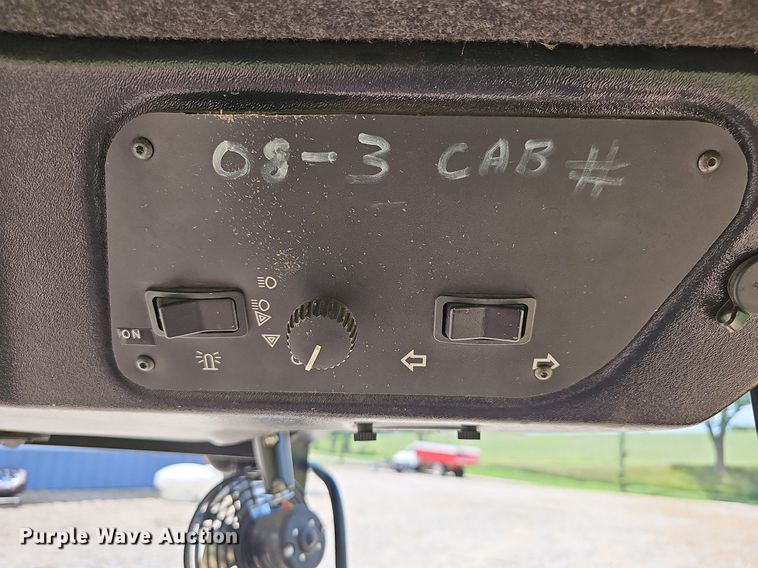 08-3 CAB #
ON
Purple Wave Auction